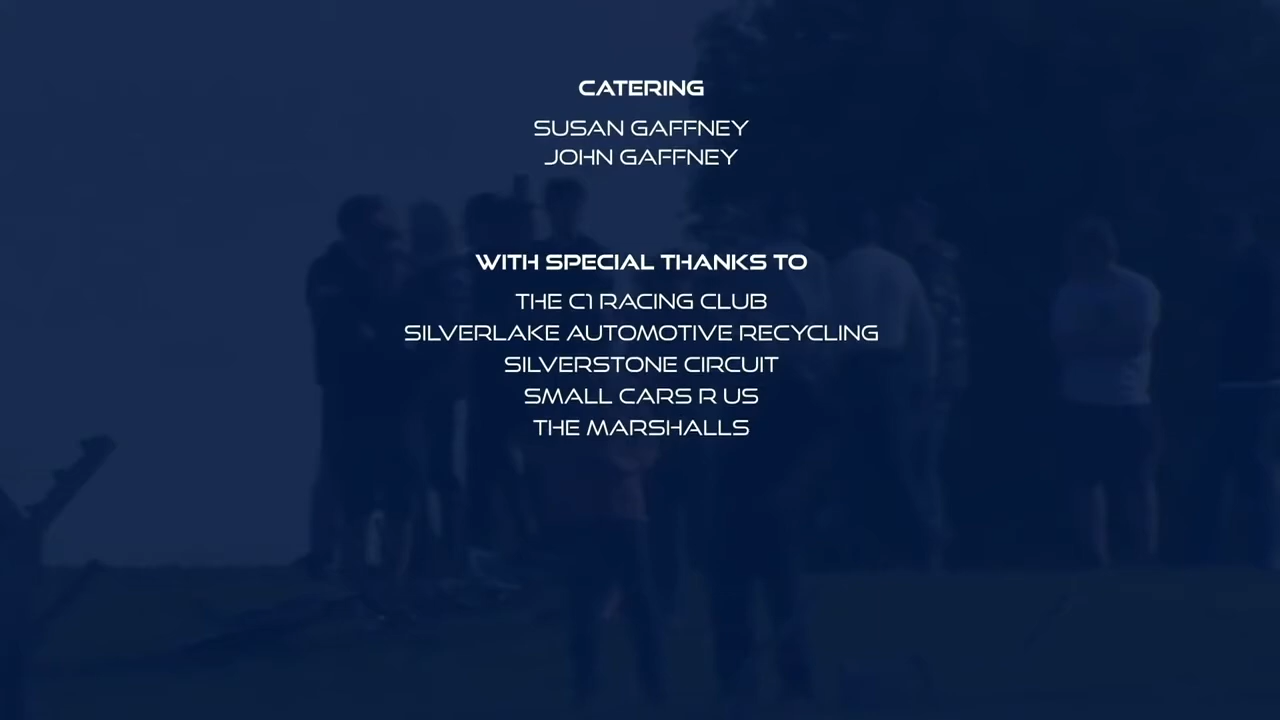 CATERING
SUSAN GAFFNEY
JOHN GAFFNEY
WITH SPECIAL THANKS TO
THE C1 RACING CLUB
SILVERLAKE AUTOMOTIVE RECYCLING
SILVERSTONE CIRCUIT
SMALL CARS R US
THE MARSHALLS